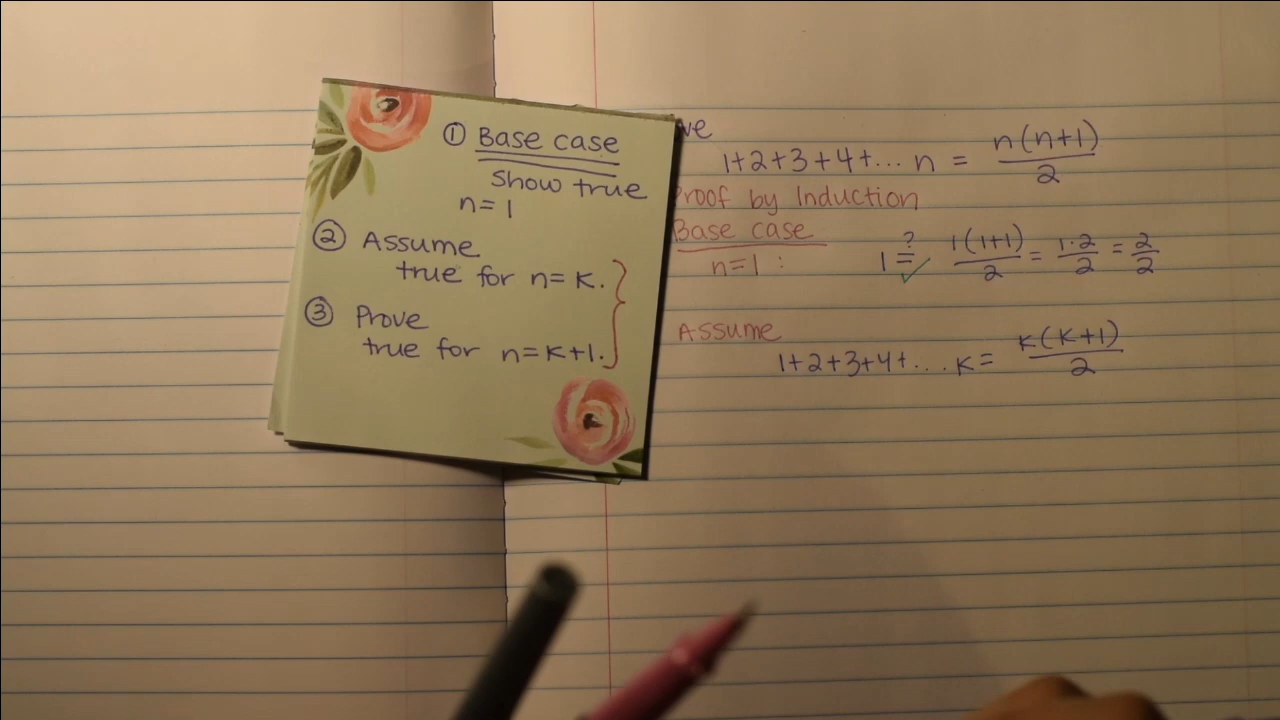 ① Base case
Show true
n=1
② Assume
true for n=k.
③ Prove
true for n=k+1.
ve
1+2+3+4+... n = n(n+1)/2
Proof by Induction
Base case
n=1 : 1 ≟ ✓ 1(1+1)/2 = 1·2/2 = 2/2
Assume
1+2+3+4+... k = k(k+1)/2